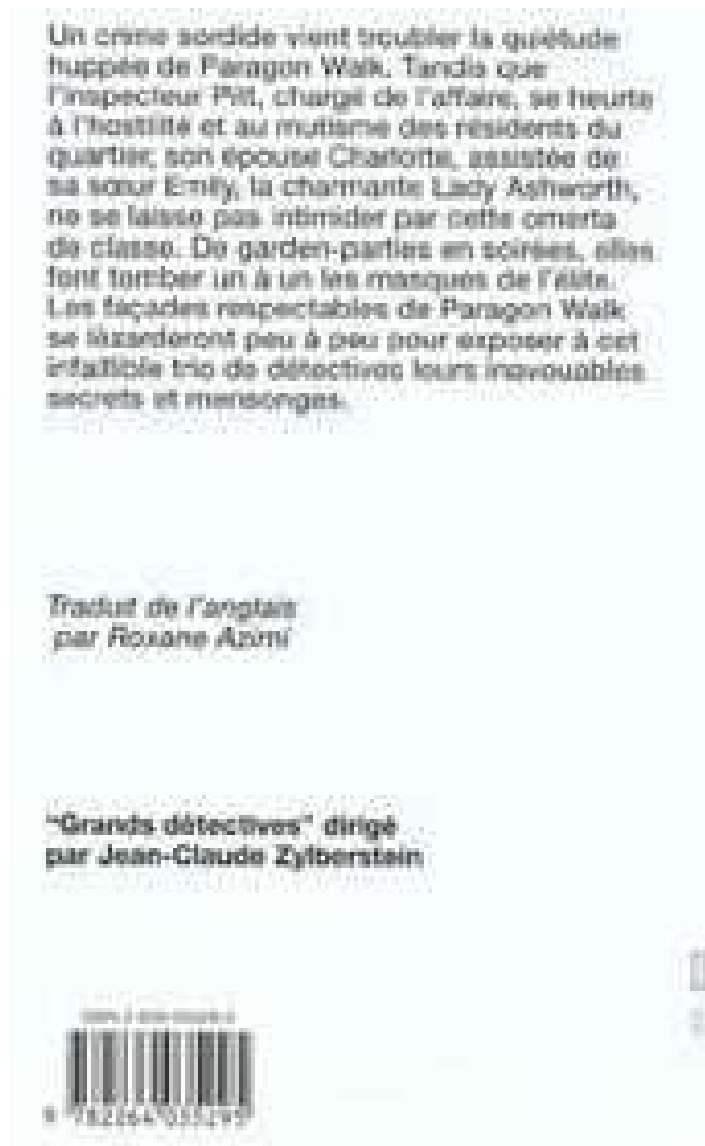 Un crime sordide vient troubler la quiétude
huppée de Paragon Walk. Tandis que
l'inspecteur Pitt, chargé de l'affaire, se heurte
à l'hostilité et au mutisme des résidents du
quartier, son épouse Charlotte, assistée de
sa sœur Emily, la charmante Lady Ashworth,
ne se laisse pas intimider par cette omerta
de classe. De garden-parties en soirées, elles
font tomber un à un les masques de l'élite.
Les façades respectables de Paragon Walk
se lézarderont peu à peu pour exposer à cet
infaillible trio de détectives leurs inavouables
secrets et mensonges.
Traduit de l'anglais
par Roxane Azimi
"Grands détectives" dirigé
par Jean-Claude Zylberstein
9 782264 035295